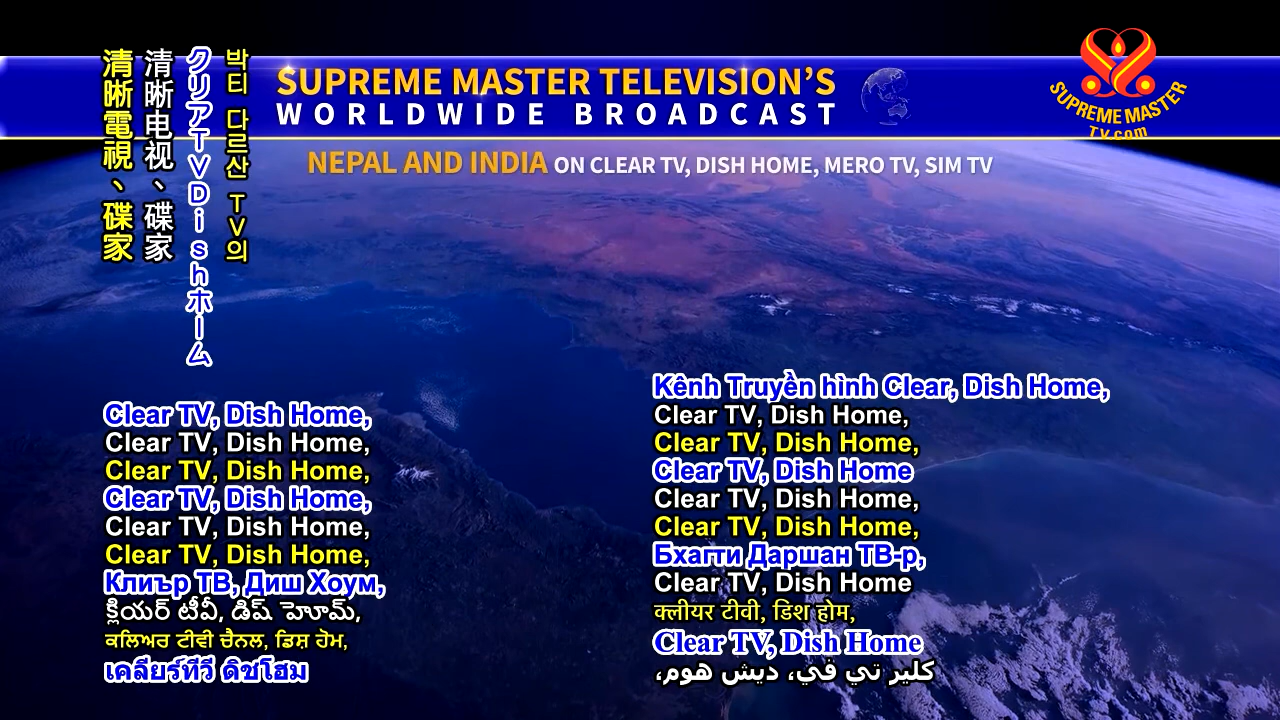 SUPREME MASTER TELEVISION'S
WORLDWIDE BROADCAST
SUPREME MASTER
TV.com
NEPAL AND INDIA ON CLEAR TV, DISH HOME, MERO TV, SIM TV
박티 다르샨 TV의
クリアTVDishホーム
清晰电视、碟家
清晰電視、碟家
Clear TV, Dish Home,
Clear TV, Dish Home,
Clear TV, Dish Home,
Clear TV, Dish Home,
Clear TV, Dish Home,
Clear TV, Dish Home,
Клиър ТВ, Диш Хоум,
క్లియర్ టీవీ, డిష్ హెూమ్,
ਕਲਿਅਰ ਟੀਵੀ ਚੈਨਲ, ਡਿਸ਼ ਹੋਮ,
เคลียร์ทีวี ดิชโฮม
Kênh Truyền hình Clear, Dish Home,
Clear TV, Dish Home,
Clear TV, Dish Home,
Clear TV, Dish Home
Clear TV, Dish Home,
Clear TV, Dish Home,
Бхагти Даршан ТВ-р,
Clear TV, Dish Home
क्लीयर टीवी, डिश होम,
Clear TV, Dish Home
كلير تي في، ديش هوم،